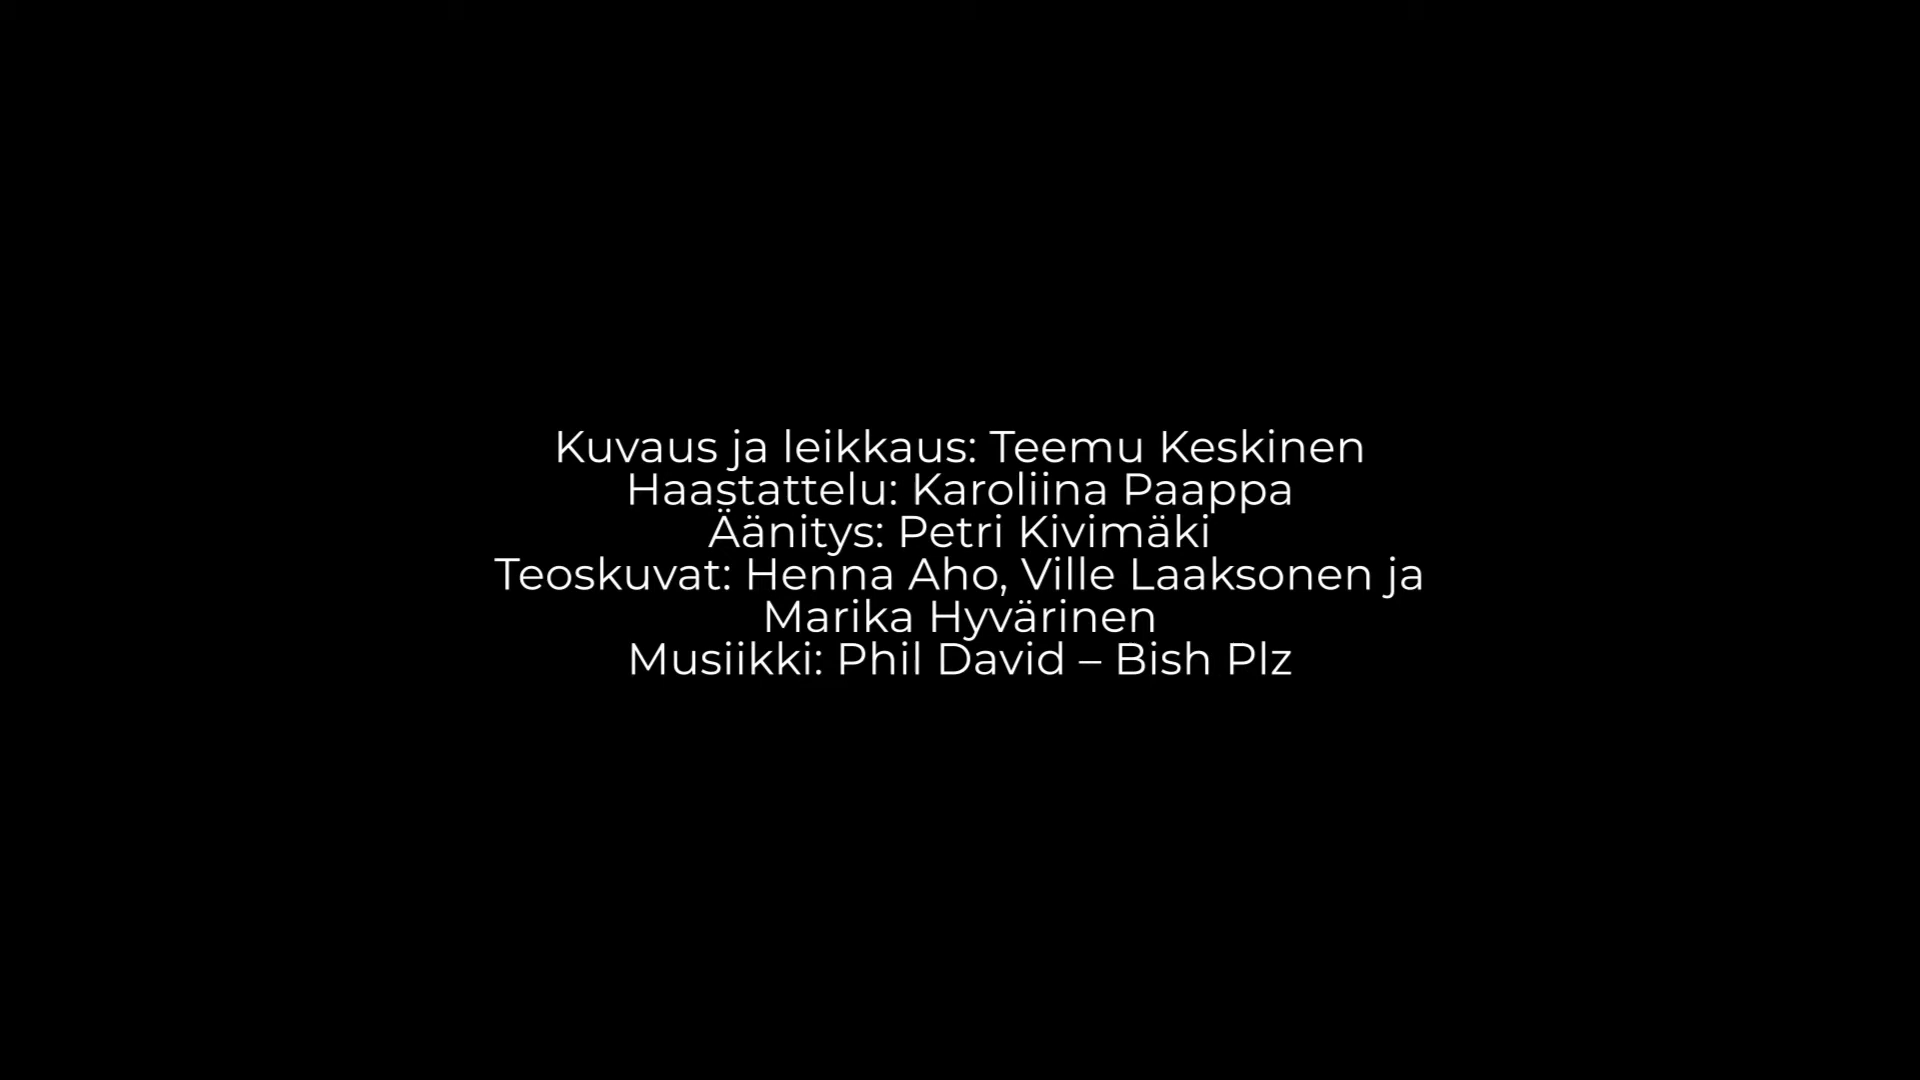 Kuvaus ja leikkaus: Teemu Keskinen
Haastattelu: Karoliina Paappa
Äänitys: Petri Kivimäki
Teoskuvat: Henna Aho, Ville Laaksonen ja
Marika Hyvärinen
Musiikki: Phil David – Bish Plz